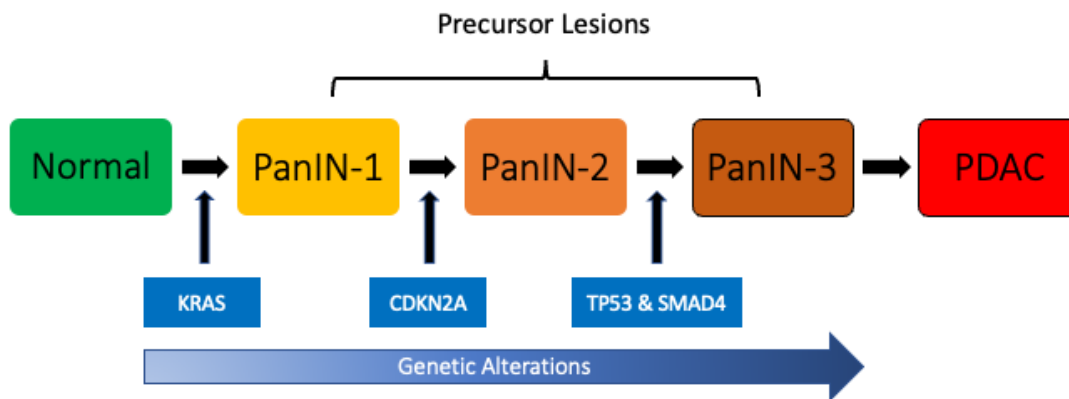 Precursor Lesions
Normal
PanIN-1
PanIN-2
PanIN-3
PDAC
KRAS
CDKN2A
TP53 & SMAD4
Genetic Alterations